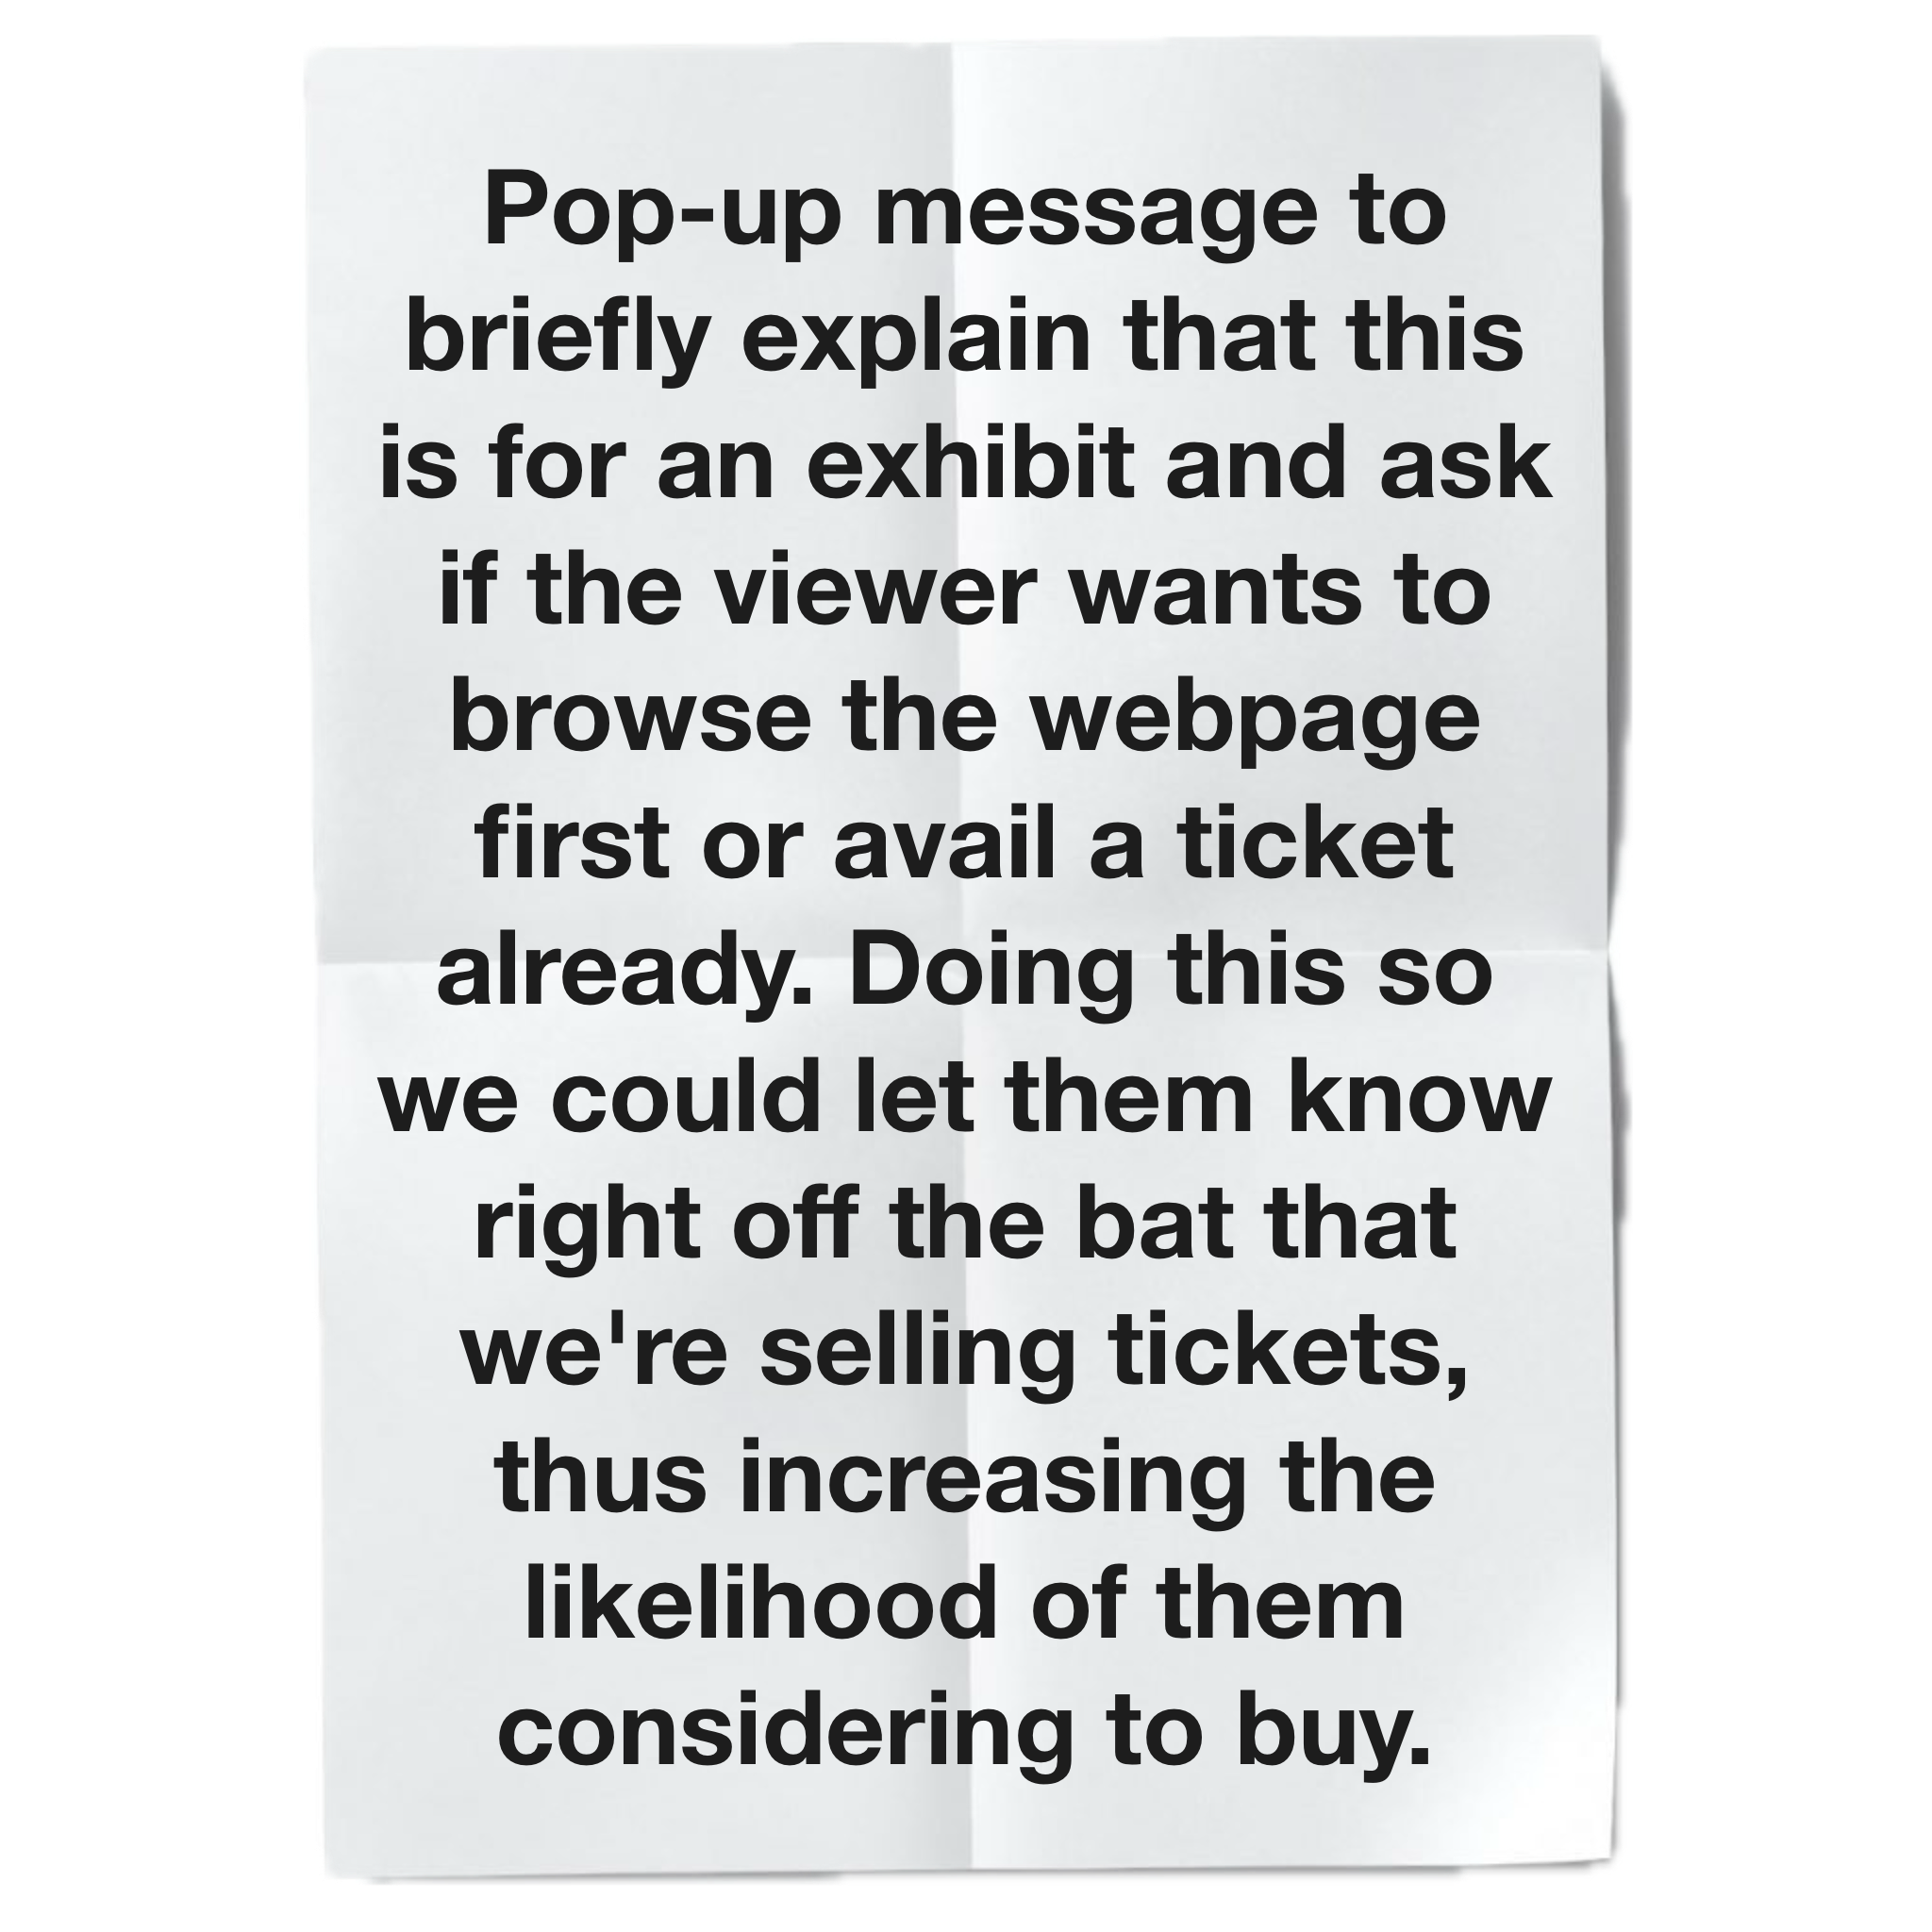 Pop-up message to
briefly explain that this
is for an exhibit and ask
if the viewer wants to
browse the webpage
first or avail a ticket
already. Doing this so
we could let them know
right off the bat that
we're selling tickets,
thus increasing the
likelihood of them
considering to buy.